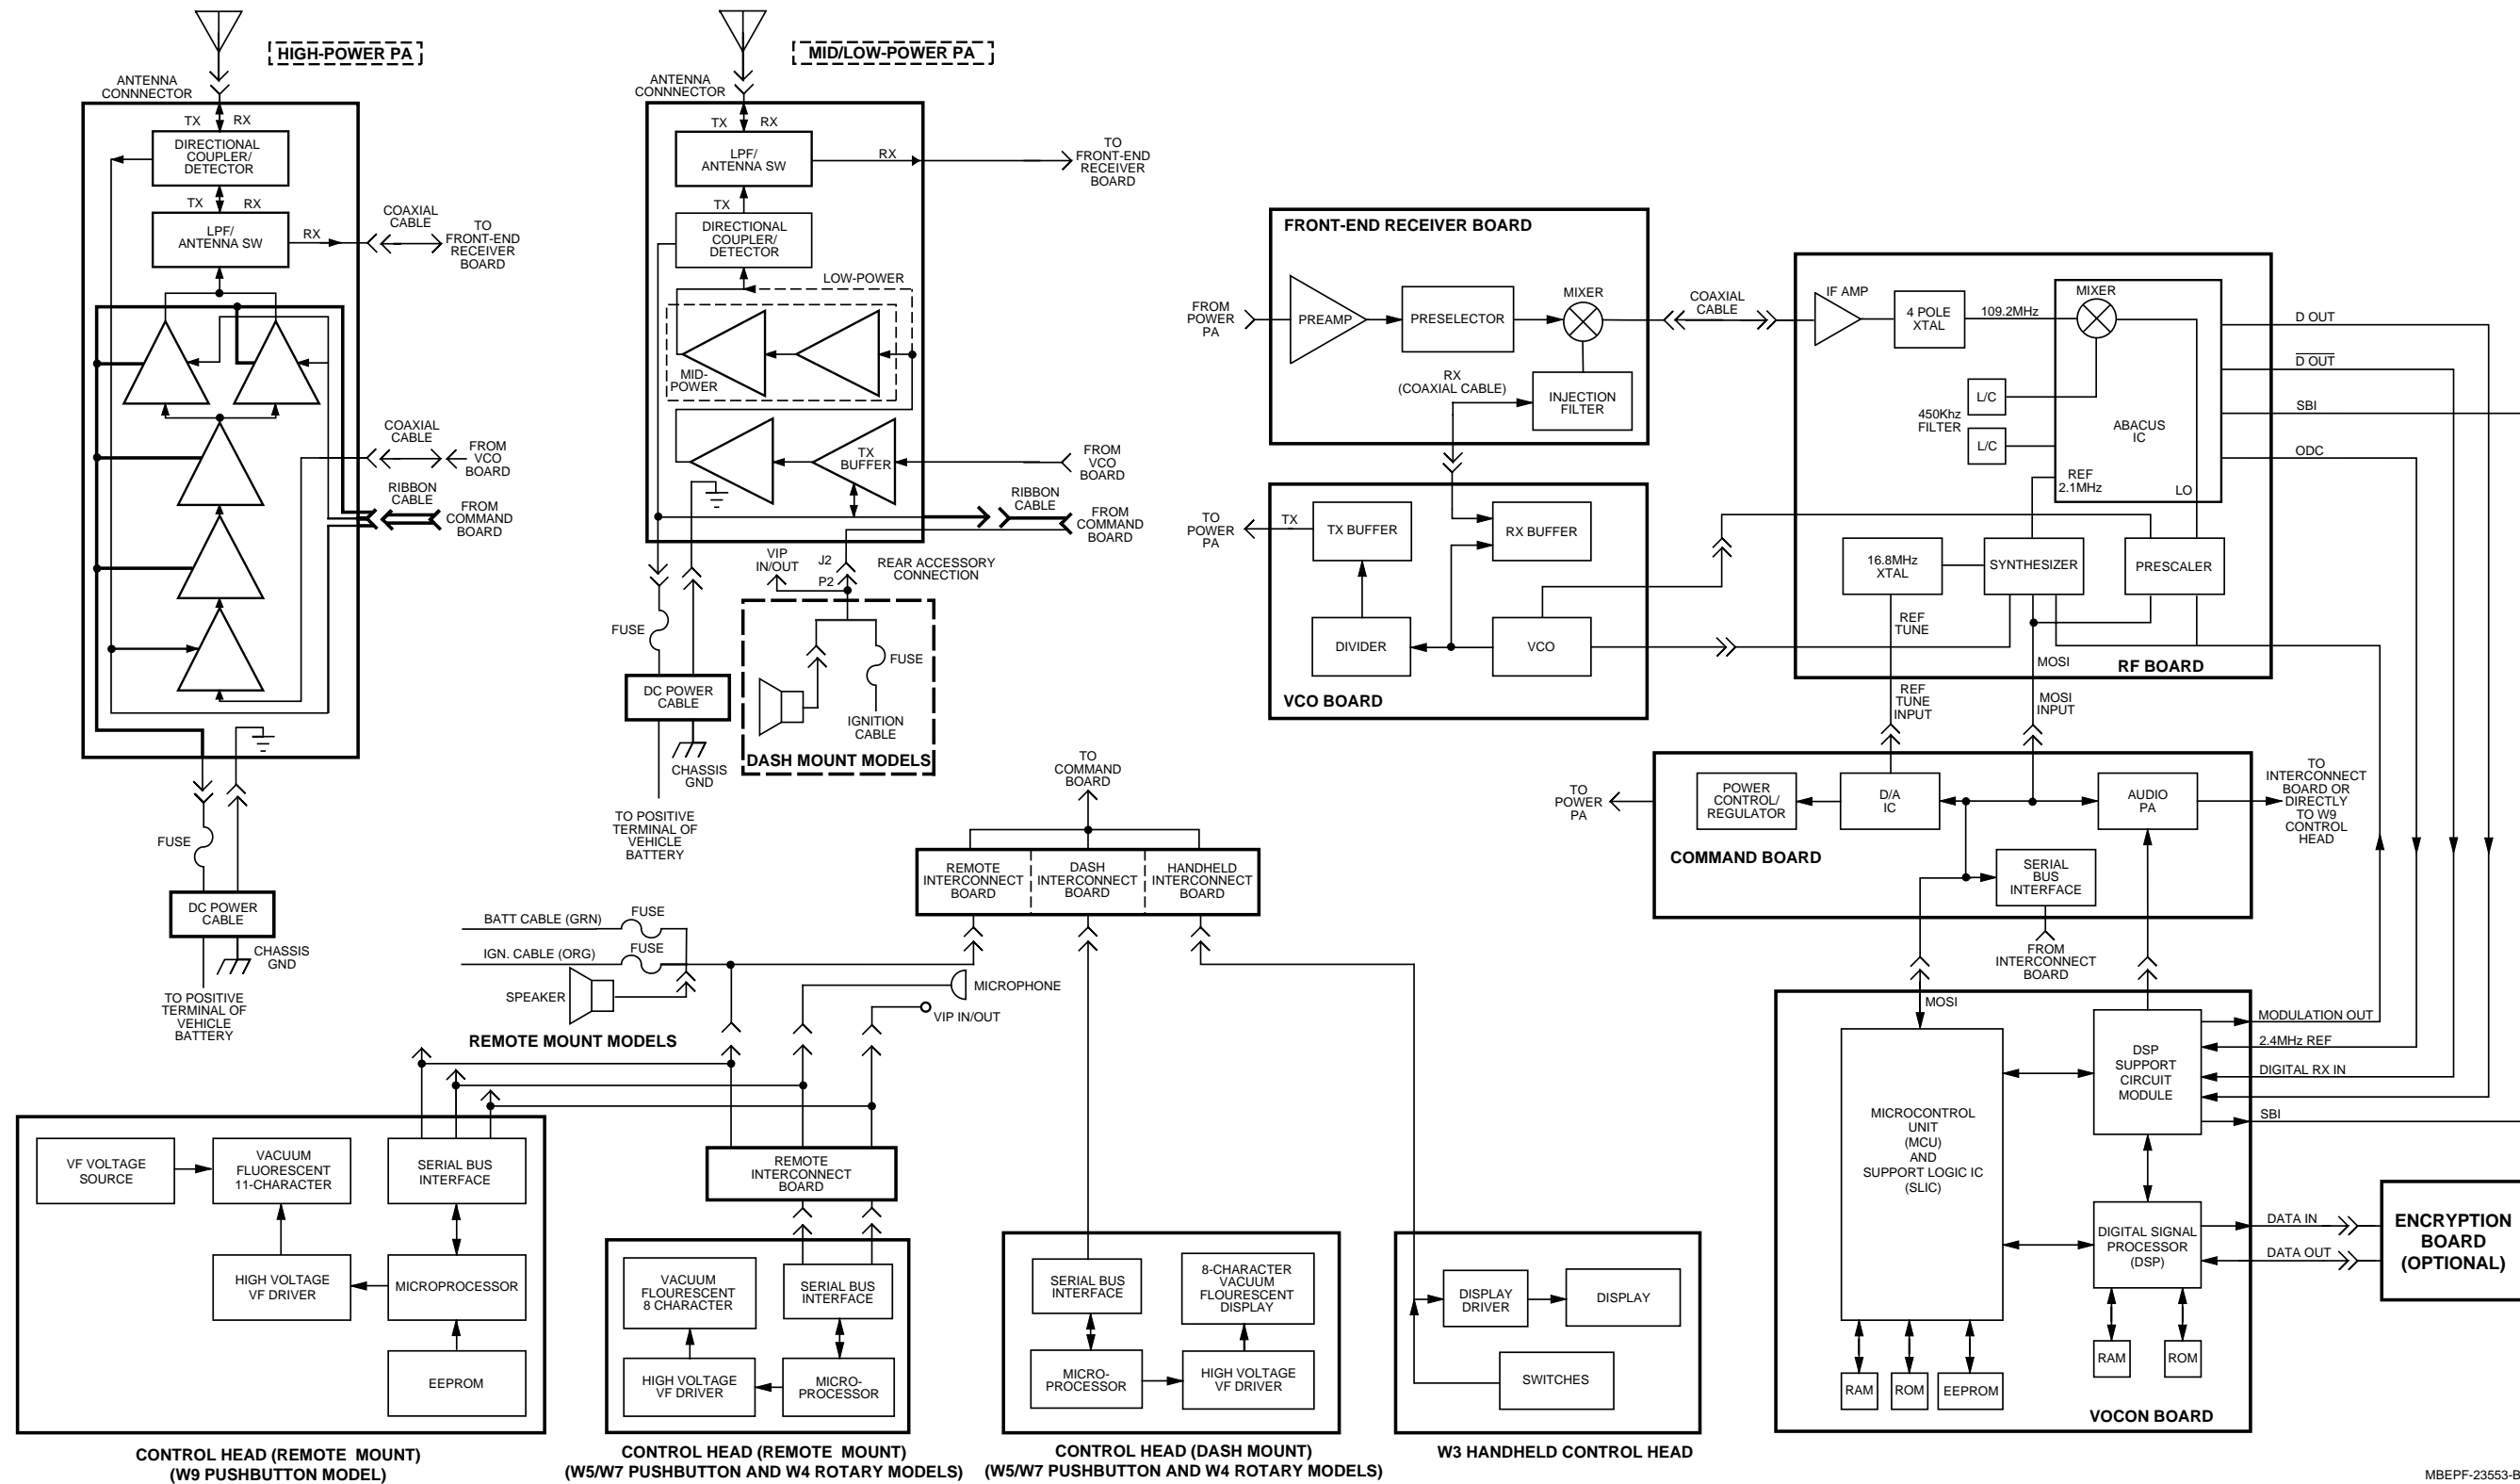 HIGH-POWER PA
ANTENNA
CONNNECTOR
TX
RX
DIRECTIONAL
COUPLER/
DETECTOR
TX
RX
LPF/
ANTENNA SW
RX
COAXIAL
CABLE
TO
FRONT-END
RECEIVER
BOARD
COAXIAL
CABLE
FROM
VCO
BOARD
RIBBON
CABLE
FROM
COMMAND
BOARD
FUSE
DC POWER
CABLE
CHASSIS
GND
TO POSITIVE
TERMINAL OF
VEHICLE
BATTERY
MID/LOW-POWER PA
ANTENNA
CONNNECTOR
TX
RX
LPF/
ANTENNA SW
RX
TO
FRONT-END
RECEIVER
BOARD
TX
DIRECTIONAL
COUPLER/
DETECTOR
LOW-POWER
MID-
POWER
TX
BUFFER
FROM
VCO
BOARD
RIBBON
CABLE
FROM
COMMAND
BOARD
VIP
IN/OUT
J2
P2
REAR ACCESSORY
CONNECTION
FUSE
DC POWER
CABLE
CHASSIS
GND
TO POSITIVE
TERMINAL OF
VEHICLE
BATTERY
FUSE
IGNITION
CABLE
DASH MOUNT MODELS
FRONT-END RECEIVER BOARD
FROM
POWER
PA
PREAMP
PRESELECTOR
MIXER
RX
(COAXIAL CABLE)
INJECTION
FILTER
COAXIAL
CABLE
TO
POWER
PA
TX
TX BUFFER
RX BUFFER
DIVIDER
VCO
VCO BOARD
IF AMP
4 POLE
XTAL
109.2MHz
MIXER
L/C
450Khz
FILTER
L/C
ABACUS
IC
REF
2.1MHz
LO
16.8MHz
XTAL
SYNTHESIZER
PRESCALER
REF
TUNE
MOSI
RF BOARD
D OUT
D OUT
SBI
ODC
REF
TUNE
INPUT
MOSI
INPUT
TO
POWER
PA
POWER
CONTROL/
REGULATOR
D/A
IC
AUDIO
PA
TO
INTERCONNECT
BOARD OR
DIRECTLY
TO W9
CONTROL
HEAD
COMMAND BOARD
SERIAL
BUS
INTERFACE
FROM
INTERCONNECT
BOARD
TO
COMMAND
BOARD
REMOTE
INTERCONNECT
BOARD
DASH
INTERCONNECT
BOARD
HANDHELD
INTERCONNECT
BOARD
BATT CABLE (GRN)
FUSE
IGN. CABLE (ORG)
FUSE
SPEAKER
MICROPHONE
VIP IN/OUT
REMOTE MOUNT MODELS
VF VOLTAGE
SOURCE
VACUUM
FLUORESCENT
11-CHARACTER
SERIAL BUS
INTERFACE
HIGH VOLTAGE
VF DRIVER
MICROPROCESSOR
EEPROM
CONTROL HEAD (REMOTE MOUNT)
(W9 PUSHBUTTON MODEL)
REMOTE
INTERCONNECT
BOARD
VACUUM
FLOURESCENT
8 CHARACTER
SERIAL BUS
INTERFACE
HIGH VOLTAGE
VF DRIVER
MICRO-
PROCESSOR
CONTROL HEAD (REMOTE MOUNT)
(W5/W7 PUSHBUTTON AND W4 ROTARY MODELS)
SERIAL BUS
INTERFACE
8-CHARACTER
VACUUM
FLOURESCENT
DISPLAY
MICRO-
PROCESSOR
HIGH VOLTAGE
VF DRIVER
CONTROL HEAD (DASH MOUNT)
(W5/W7 PUSHBUTTON AND W4 ROTARY MODELS)
DISPLAY
DRIVER
DISPLAY
SWITCHES
W3 HANDHELD CONTROL HEAD
MOSI
MICROCONTROL
UNIT
(MCU)
AND
SUPPORT LOGIC IC
(SLIC)
DSP
SUPPORT
CIRCUIT
MODULE
MODULATION OUT
2.4MHz REF
DIGITAL RX IN
SBI
DIGITAL SIGNAL
PROCESSOR
(DSP)
DATA IN
DATA OUT
ENCRYPTION
BOARD
(OPTIONAL)
RAM
ROM
RAM
ROM
EEPROM
VOCON BOARD
MBEPF-23553-B